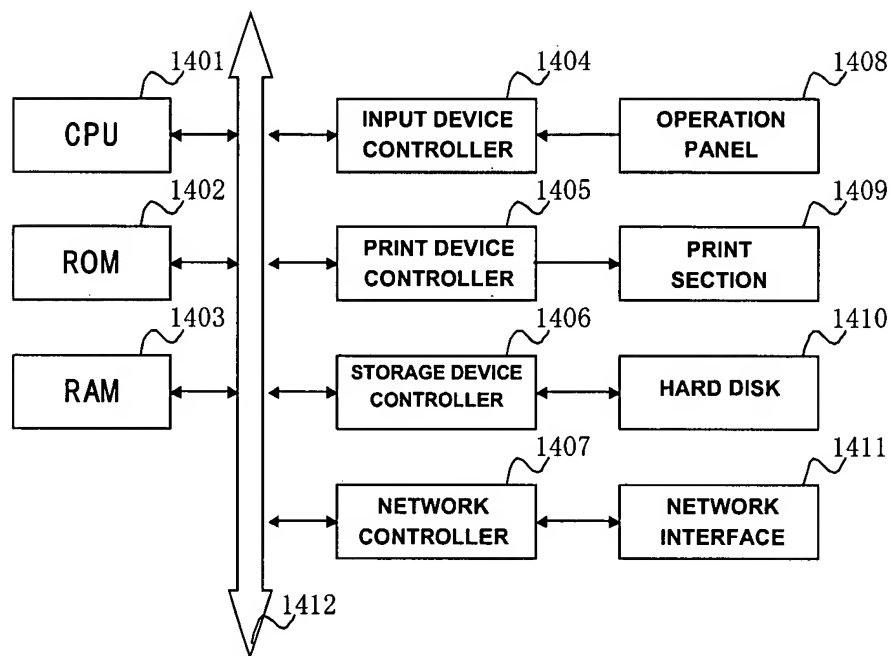 1401
CPU
1402
ROM
1403
RAM
1404
INPUT DEVICE
CONTROLLER
1405
PRINT DEVICE
CONTROLLER
1406
STORAGE DEVICE
CONTROLLER
1407
NETWORK
CONTROLLER
1408
OPERATION
PANEL
1409
PRINT
SECTION
1410
HARD DISK
1411
NETWORK
INTERFACE
1412